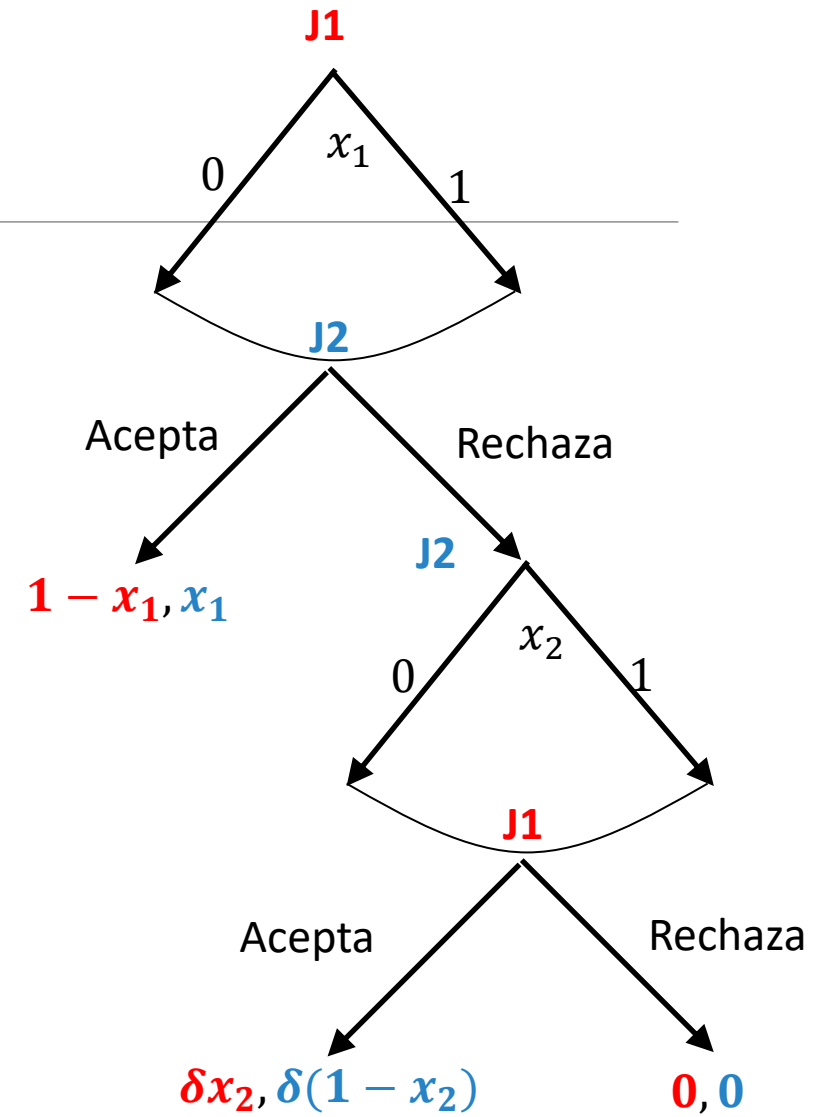 J1
0 x₁ 1
J2
Acepta Rechaza
1 − x₁, x₁
J2
0 x₂ 1
J1
Acepta Rechaza
δx₂, δ(1 − x₂) 0, 0